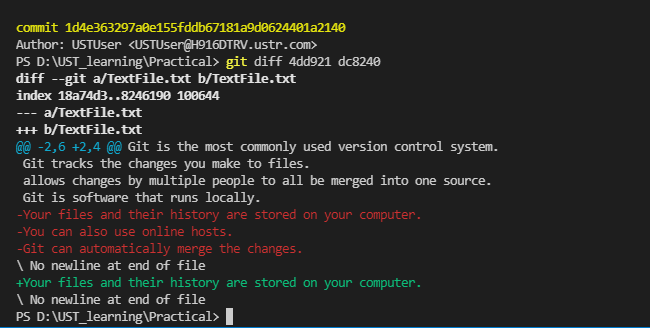 commit 1d4e363297a0e155fddb67181a9d0624401a2140
Author: USTUser <USTUser@H916DTRV.ustr.com>
PS D:\UST_learning\Practical> git diff 4dd921 dc8240
diff --git a/TextFile.txt b/TextFile.txt
index 18a74d3..8246190 100644
--- a/TextFile.txt
+++ b/TextFile.txt
@@ -2,6 +2,4 @@ Git is the most commonly used version control system.
 Git tracks the changes you make to files.
 allows changes by multiple people to all be merged into one source.
 Git is software that runs locally.
-Your files and their history are stored on your computer.
-You can also use online hosts.
-Git can automatically merge the changes.
\ No newline at end of file
+Your files and their history are stored on your computer.
\ No newline at end of file
PS D:\UST_learning\Practical>